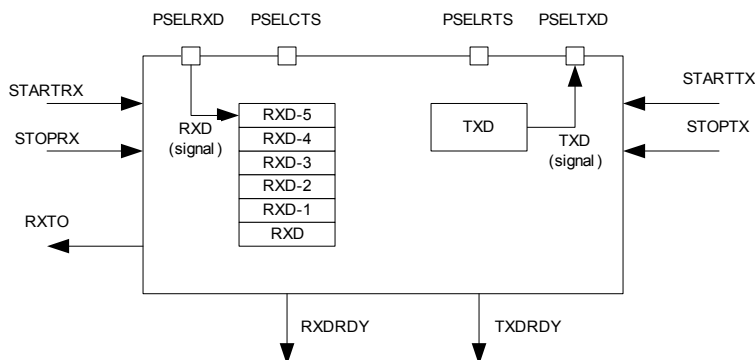 PSELRXD PSELCTS PSELRTS PSELTXD
STARTRX
STARTTX
RXD-5
RXD
(signal)
RXD-4
TXD
TXD
(signal)
STOPRX
STOPTX
RXD-3
RXD-2
RXD-1
RXTO
RXD
RXDRDY TXDRDY